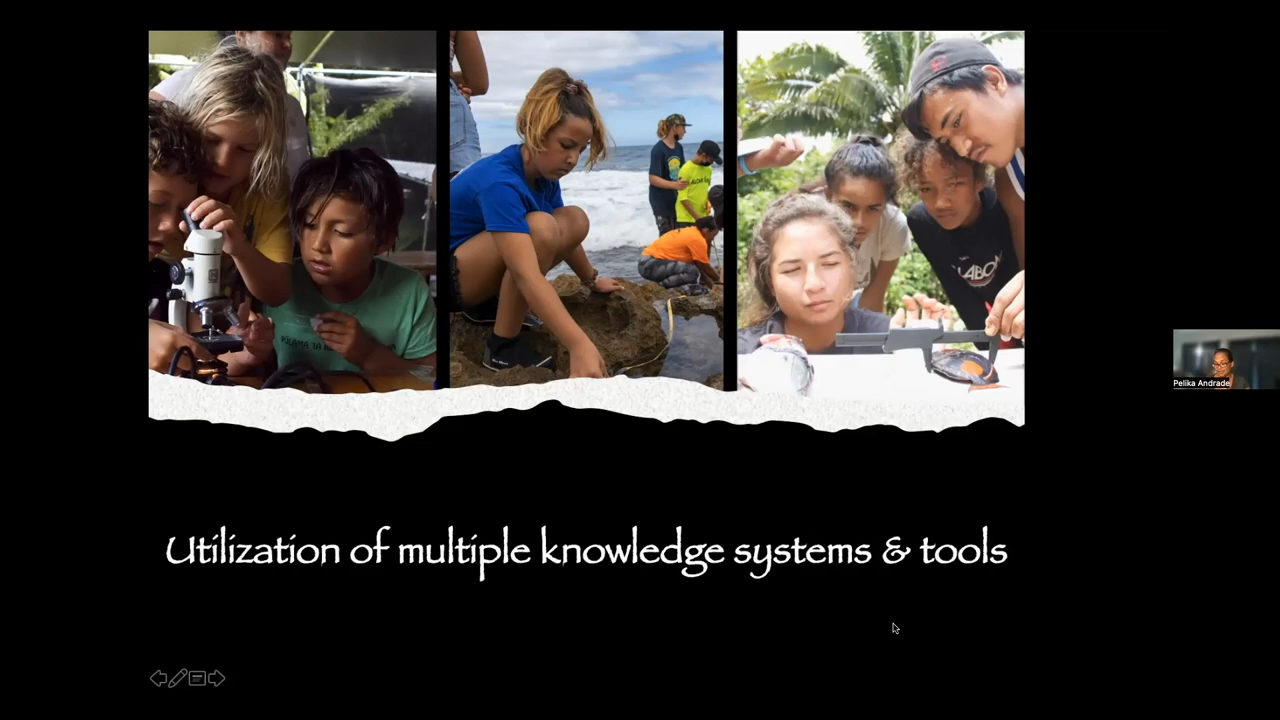 Utilization of multiple knowledge systems & tools
Pelika Andrade